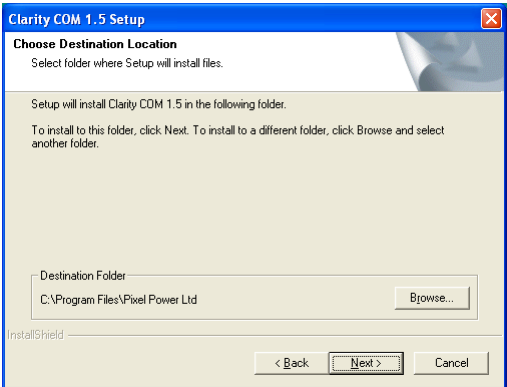 Clarity COM 1.5 Setup
Choose Destination Location
Select folder where Setup will install files.
Setup will install Clarity COM 1.5 in the following folder.
To install to this folder, click Next. To install to a different folder, click Browse and select
another folder.
Destination Folder
C:\Program Files\Pixel Power Ltd
Browse...
InstallShield
< Back
Next >
Cancel